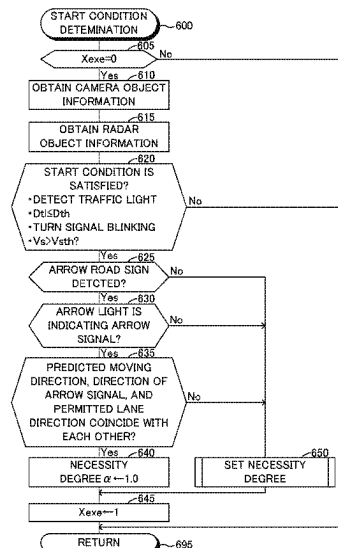 START CONDITION
DETEMINATION
600
605
Xexe=0
No
Yes
610
OBTAIN CAMERA OBJECT
INFORMATION
615
OBTAIN RADAR
OBJECT INFORMATION
620
START CONDITION IS
SATISFIED?
・DETECT TRAFFIC LIGHT
・Dtl≦Dth
・TURN SIGNAL BLINKING
・Vs>Vsth?
No
Yes
625
ARROW ROAD SIGN
DETCTED?
No
Yes
630
ARROW LIGHT IS
INDICATING ARROW
SIGNAL?
No
Yes
635
PREDICTED MOVING
DIRECTION, DIRECTION OF
ARROW SIGNAL, AND
PERMITTED LANE
DIRECTION COINCIDE WITH
EACH OTHER?
No
Yes
640
NECESSITY
DEGREE α←1.0
650
SET NECESSITY
DEGREE
645
Xexe←1
RETURN
695